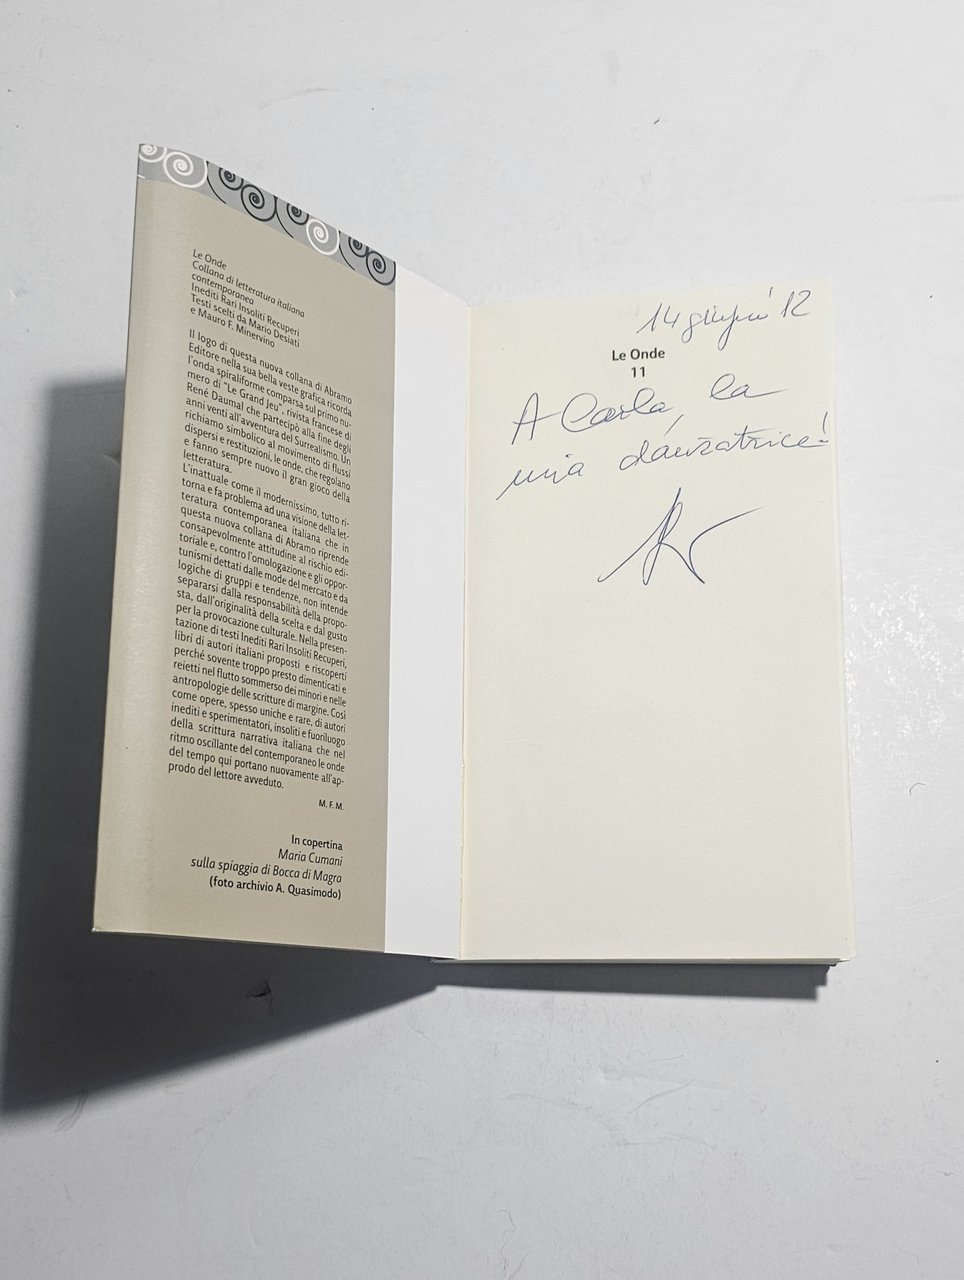 Le Onde
Collana di letteratura italiana
contemporanea
Inediti Rari Insoliti Recuperi
Testi scelti da Mario Desiati
e Mauro F. Minervino
Il logo di questa nuova collana di Abramo
Editore nella sua bella veste grafica ricorda
l'onda spiraliforme comparsa sul primo nu-
mero di "Le Grand Jeu", rivista francese di
René Daumal che partecipò alla fine degli
anni venti all'avventura del Surrealismo. Un
richiamo simbolico al movimento di flussi
dispersi e restituzioni, le onde, che regolano
e fanno sempre nuovo il gran gioco della
letteratura.
L'inattuale come il modernissimo, tutto ri-
torna e fa problema ad una visione della let-
teratura contemporanea italiana che in
questa nuova collana di Abramo riprende
consapevolmente attitudine al rischio edi-
toriale e, contro l'omologazione e gli oppor-
tunismi dettati dalle mode del mercato e da
logiche di gruppi e tendenze, non intende
separarsi dalla responsabilità della propo-
sta, dall'originalità della scelta e dal gusto
per la provocazione culturale. Nella presen-
tazione di testi Inediti Rari Insoliti Recuperi,
libri di autori italiani proposti e riscoperti
perché sovente troppo presto dimenticati e
reietti nel flutto sommerso dei minori e nelle
antropologie delle scritture di margine. Così
come opere, spesso uniche e rare, di autori
inediti e sperimentatori, insoliti e fuoriluogo
della scrittura narrativa italiana che nel
ritmo oscillante del contemporaneo le onde
del tempo qui portano nuovamente all'ap-
prodo del lettore avveduto.
M. F. M.
In copertina
Maria Cumani
sulla spiaggia di Bocca di Magra
(foto archivio A. Quasimodo)
14 12
Le Onde
11
A Carla, la
mia danzatrice!